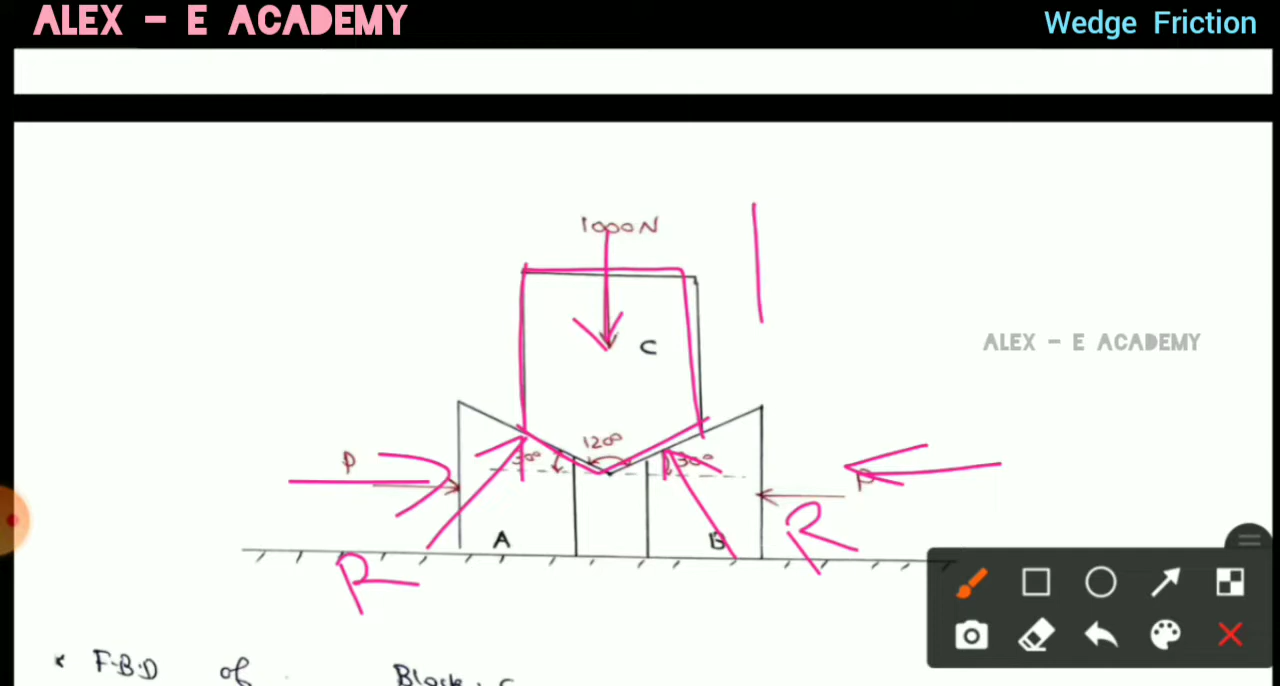 ALEX - E ACADEMY
Wedge Friction
1000N
C
ALEX - E ACADEMY
120°
30°
30°
P
P
R
A
B
R
* F.B.D of Block